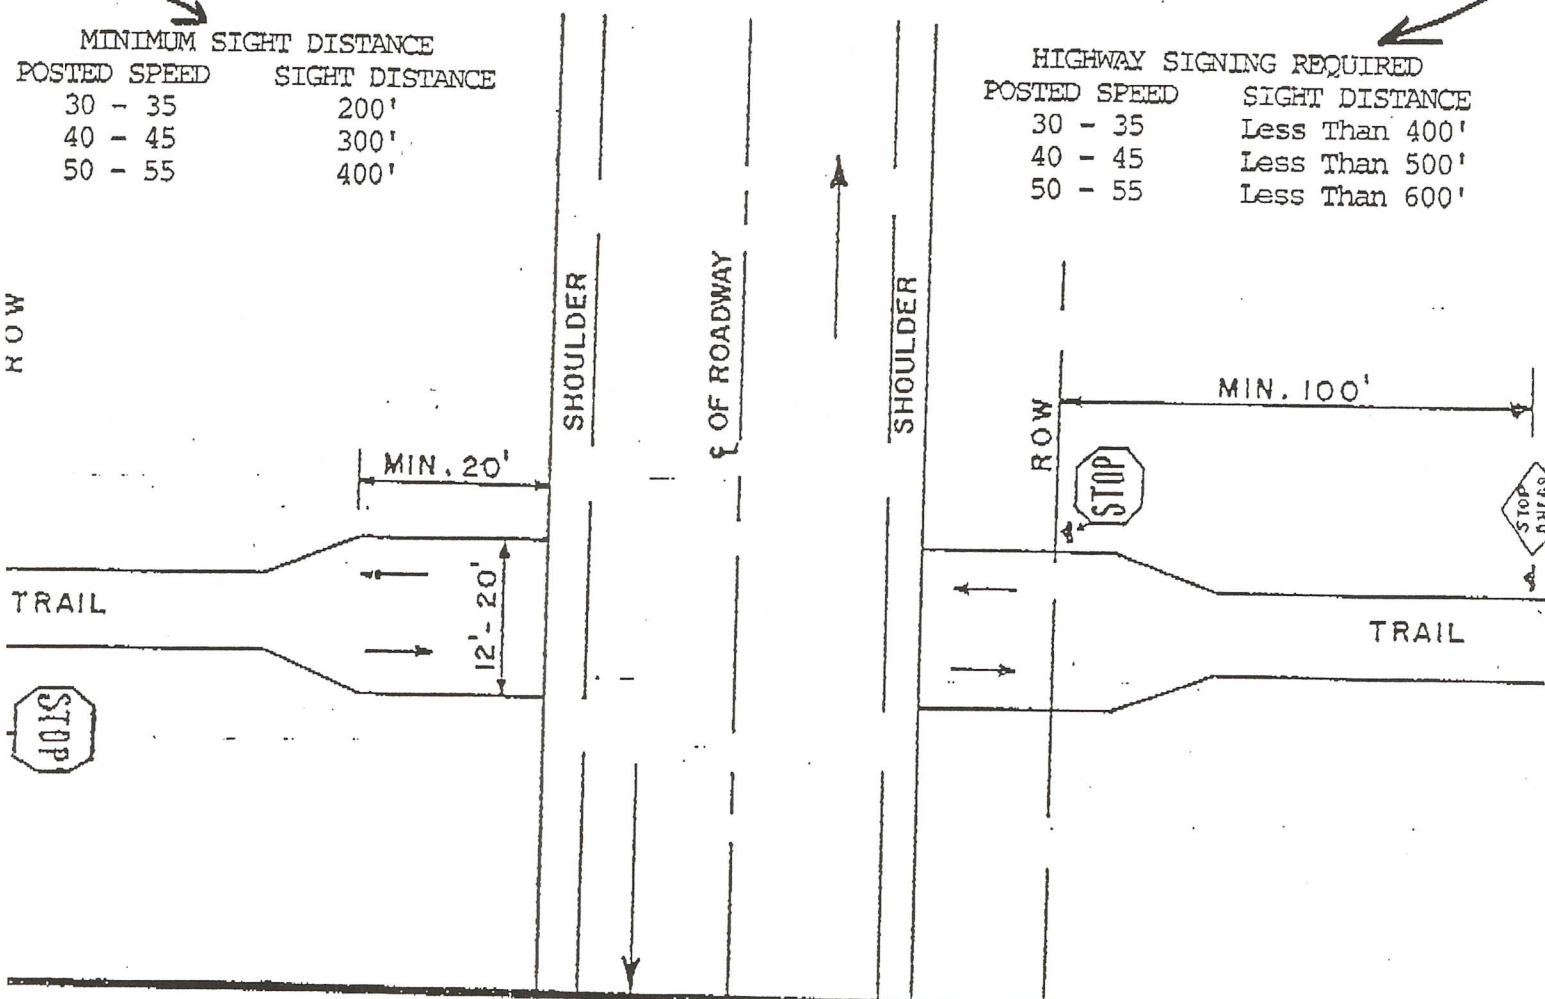 MINIMUM SIGHT DISTANCE
POSTED SPEED SIGHT DISTANCE
30 - 35 200'
40 - 45 300'
50 - 55 400'
HIGHWAY SIGNING REQUIRED
POSTED SPEED SIGHT DISTANCE
30 - 35 Less Than 400'
40 - 45 Less Than 500'
50 - 55 Less Than 600'
ROW
SHOULDER
℄ OF ROADWAY
SHOULDER
ROW
MIN. 100'
MIN. 20'
STOP
STOP
AHEAD
12'- 20'
TRAIL
TRAIL
STOP